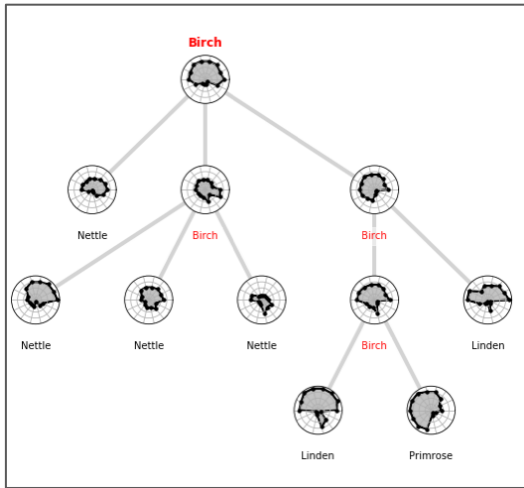 Birch
Nettle
Birch
Birch
Nettle
Nettle
Nettle
Birch
Linden
Linden
Primrose